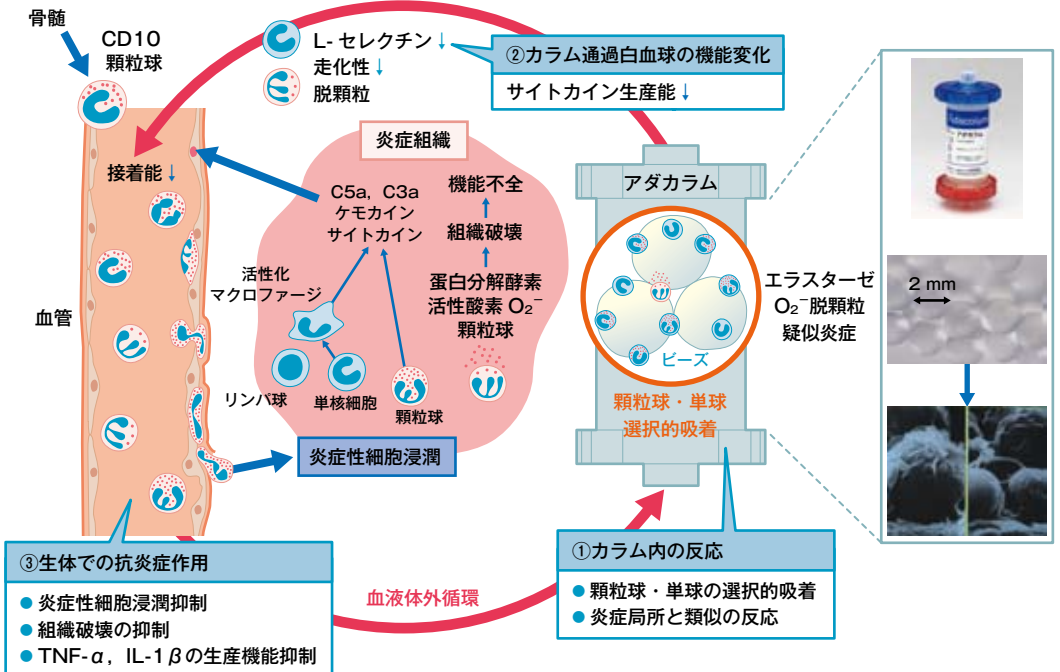 骨髄
CD10
顆粒球
L- セレクチン↓
走化性↓
脱顆粒
②カラム通過白血球の機能変化
サイトカイン生産能↓
接着能↓
血管
炎症組織
C5a, C3a
ケモカイン
サイトカイン
機能不全
組織破壊
蛋白分解酵素
活性酸素 O₂⁻
顆粒球
活性化
マクロファージ
リンパ球
単核細胞
顆粒球
炎症性細胞浸潤
アダカラム
ビーズ
顆粒球・単球
選択的吸着
エラスターゼ
O₂⁻脱顆粒
疑似炎症
2 mm
①カラム内の反応
● 顆粒球・単球の選択的吸着
● 炎症局所と類似の反応
血液体外循環
③生体での抗炎症作用
● 炎症性細胞浸潤抑制
● 組織破壊の抑制
● TNF-α, IL-1βの生産機能抑制